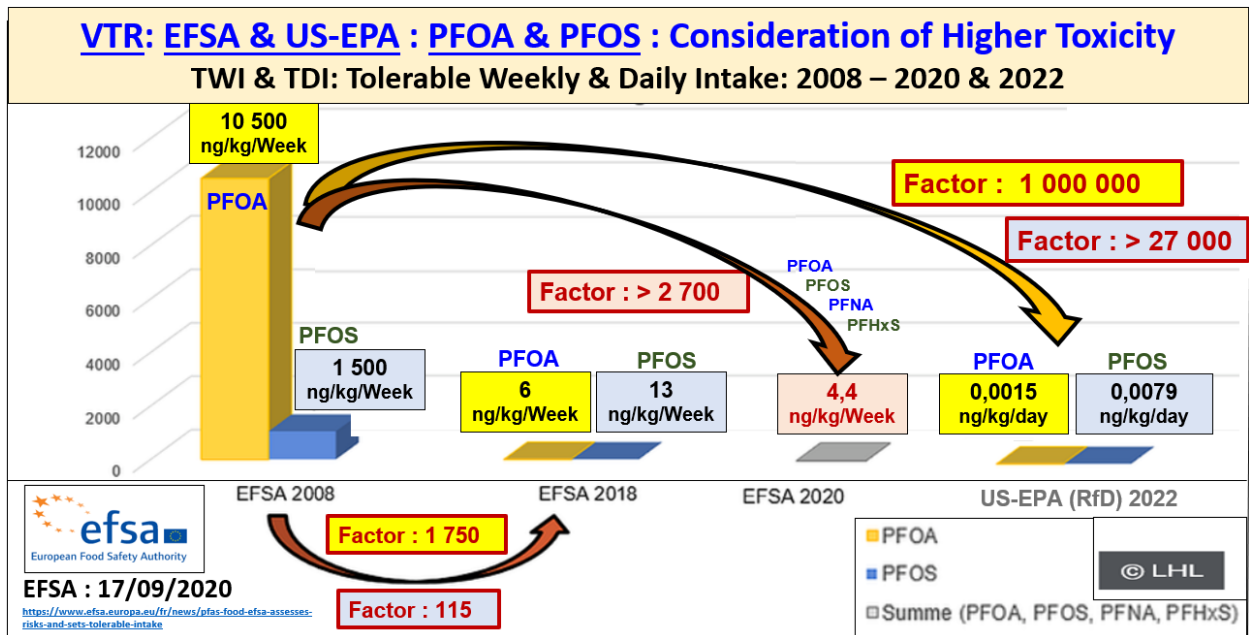 VTR: EFSA & US-EPA : PFOA & PFOS : Consideration of Higher Toxicity
TWI & TDI: Tolerable Weekly & Daily Intake: 2008 – 2020 & 2022
10 500
ng/kg/Week
12000
10000
8000
6000
4000
2000
0
PFOA
PFOS
1 500
ng/kg/Week
Factor : 1 000 000
Factor : > 27 000
Factor : > 2 700
PFOA
PFOS
PFNA
PFHxS
PFOA
6
ng/kg/Week
PFOS
13
ng/kg/Week
4,4
ng/kg/Week
PFOA
0,0015
ng/kg/day
PFOS
0,0079
ng/kg/day
EFSA 2008
EFSA 2018
EFSA 2020
US-EPA (RfD) 2022
Factor : 1 750
Factor : 115
efsa
European Food Safety Authority
EFSA : 17/09/2020
https://www.efsa.europa.eu/fr/news/pfas-food-efsa-assesses-
risks-and-sets-tolerable-intake
PFOA
PFOS
Summe (PFOA, PFOS, PFNA, PFHxS)
© LHL